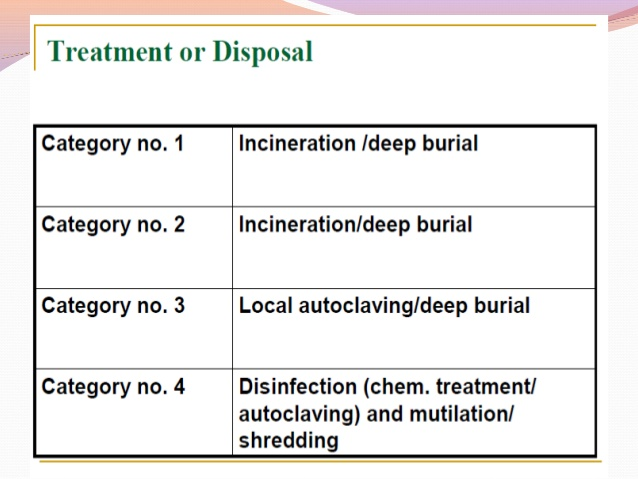 Treatment or Disposal
Category no. 1
Incineration /deep burial
Category no. 2
Incineration/deep burial
Category no. 3
Local autoclaving/deep burial
Category no. 4
Disinfection (chem. treatment/
autoclaving) and mutilation/
shredding